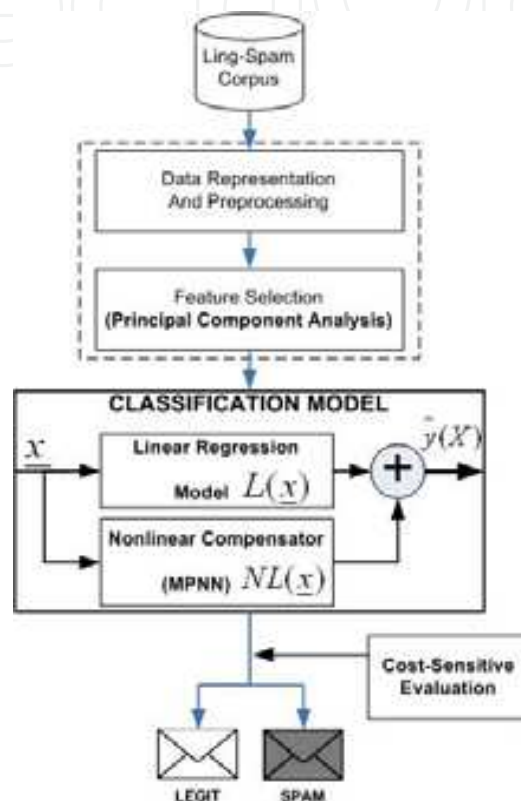 Ling-Spam
Corpus
Data Representation
And Preprocessing
Feature Selection
(Principal Component Analysis)
CLASSIFICATION MODEL
x
Linear Regression
Model L(x)
+
ŷ(X)
Nonlinear Compensator
(MPNN) NL(x)
Cost-Sensitive
Evaluation
LEGIT
SPAM